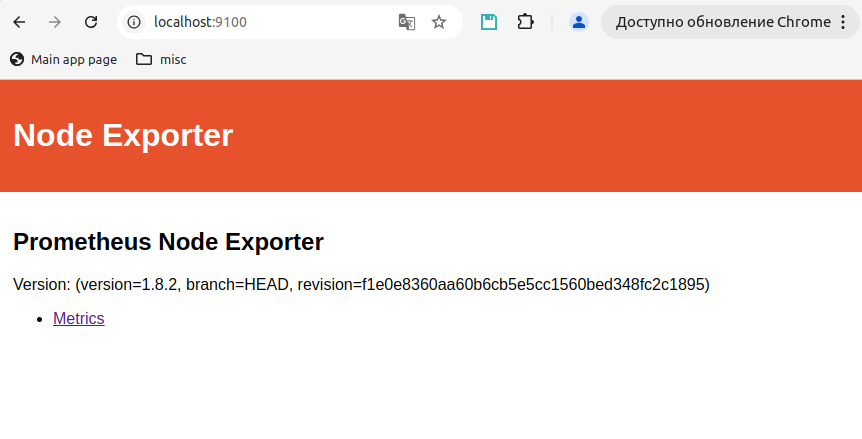 localhost:9100
Доступно обновление Chrome
Main app page
misc
Node Exporter
Prometheus Node Exporter
Version: (version=1.8.2, branch=HEAD, revision=f1e0e8360aa60b6cb5e5cc1560bed348fc2c1895)
Metrics